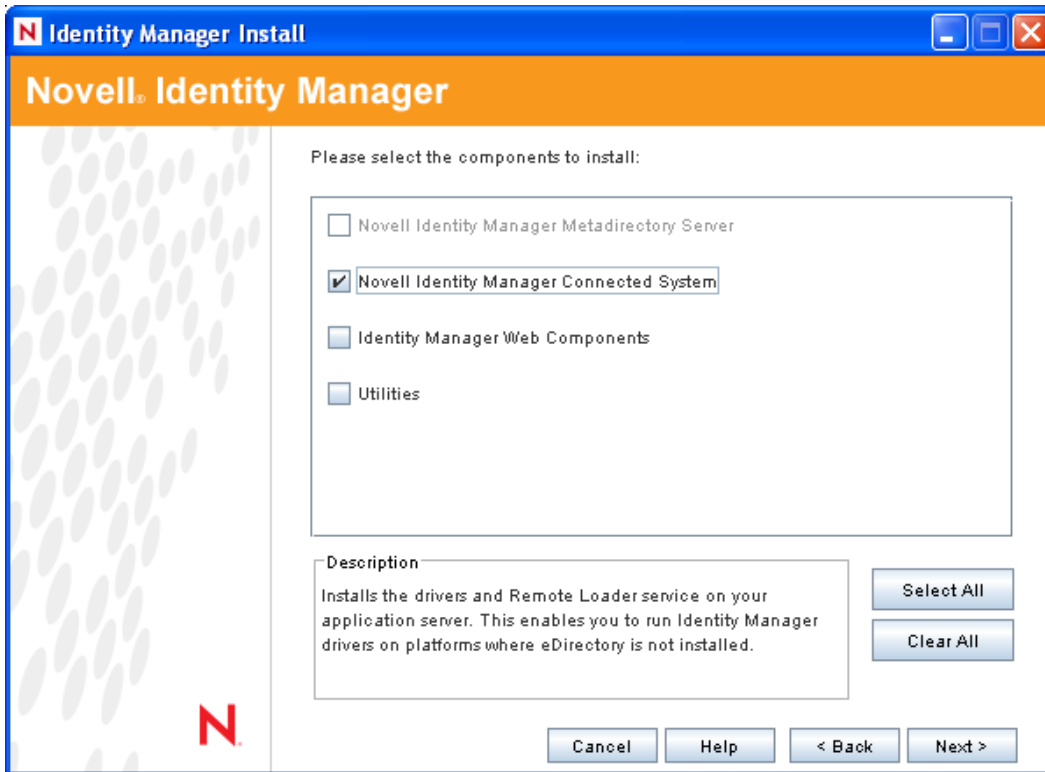 N Identity Manager Install
Novell® Identity Manager
Please select the components to install:
Novell Identity Manager Metadirectory Server
Novell Identity Manager Connected System
Identity Manager Web Components
Utilities
Description
Installs the drivers and Remote Loader service on your
application server. This enables you to run Identity Manager
drivers on platforms where eDirectory is not installed.
Select All
Clear All
N
Cancel Help < Back Next >